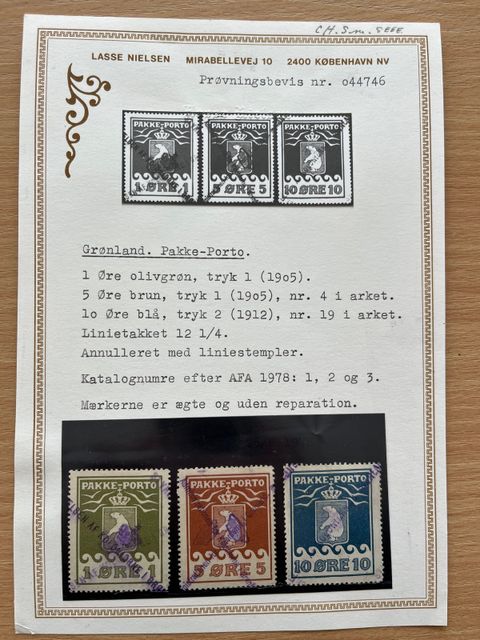 LASSE NIELSEN MIRABELLEVEJ 10 2400 KØBENHAVN NV
Prøvningsbevis nr. o44746
PAKKE-PORTO PAKKE-PORTO PAKKE-PORTO
1 ØRE 1 5 ØRE 5 10 ØRE 10
Grønland. Pakke-Porto.
1 Øre olivgrøn, tryk 1 (19o5).
5 Øre brun, tryk 1 (19o5), nr. 4 i arket.
lo Øre blå, tryk 2 (1912), nr. 19 i arket.
Linietakket 12 1/4.
Annulleret med liniestempler.
Katalognumre efter AFA 1978: 1, 2 og 3.
Mærkerne er ægte og uden reparation.
PAKKE-PORTO PAKKE-PORTO PAKKE-PORTO
1 ØRE 1 5 ØRE 5 10 ØRE 10